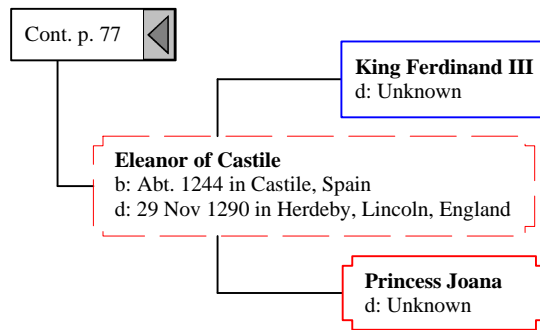 Cont. p. 77
King Ferdinand III
d: Unknown
Eleanor of Castile
b: Abt. 1244 in Castile, Spain
d: 29 Nov 1290 in Herdeby, Lincoln, England
Princess Joana
d: Unknown